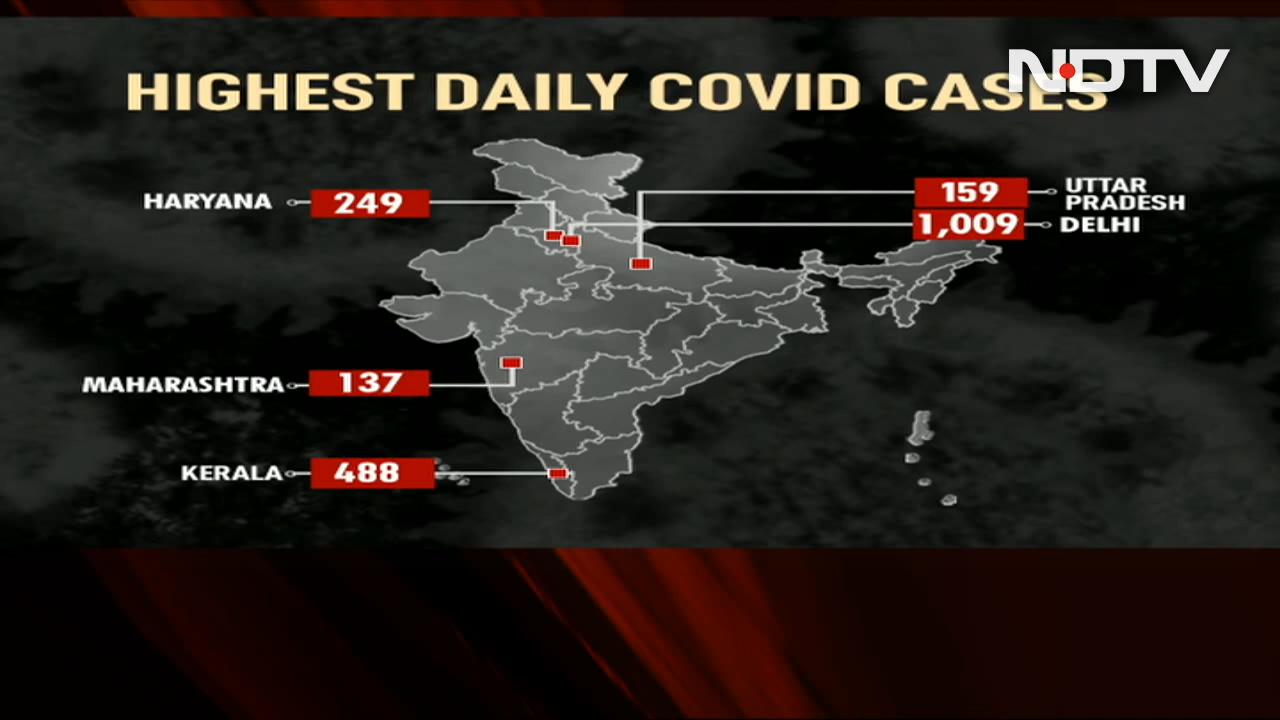 NDTV
HIGHEST DAILY COVID CASES
HARYANA 249
159 UTTAR
PRADESH
1,009 DELHI
MAHARASHTRA 137
KERALA 488